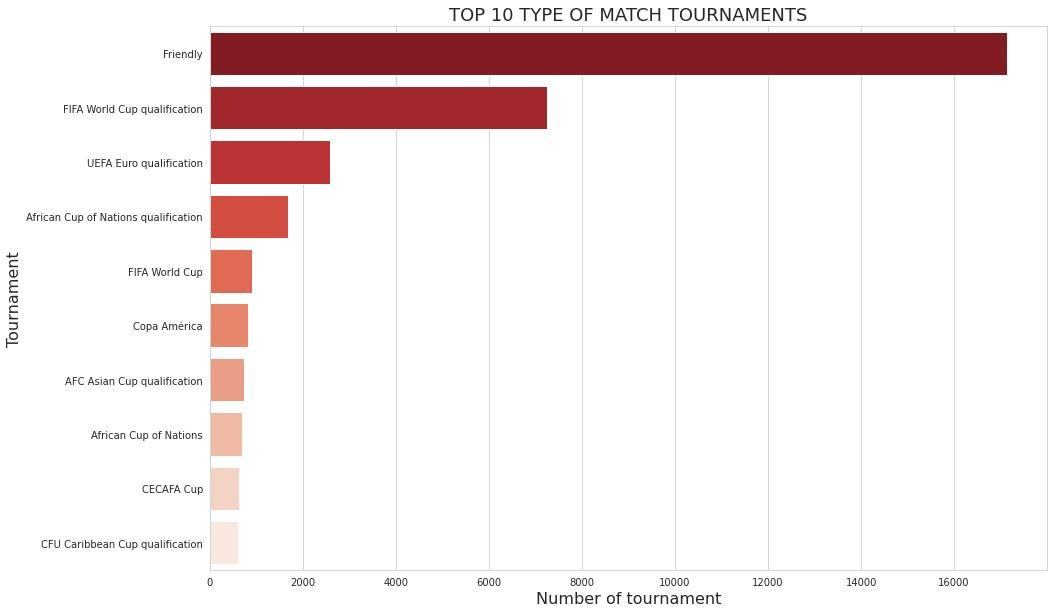 TOP 10 TYPE OF MATCH TOURNAMENTS
Tournament
Friendly
FIFA World Cup qualification
UEFA Euro qualification
African Cup of Nations qualification
FIFA World Cup
Copa América
AFC Asian Cup qualification
African Cup of Nations
CECAFA Cup
CFU Caribbean Cup qualification
0 2000 4000 6000 8000 10000 12000 14000 16000
Number of tournament